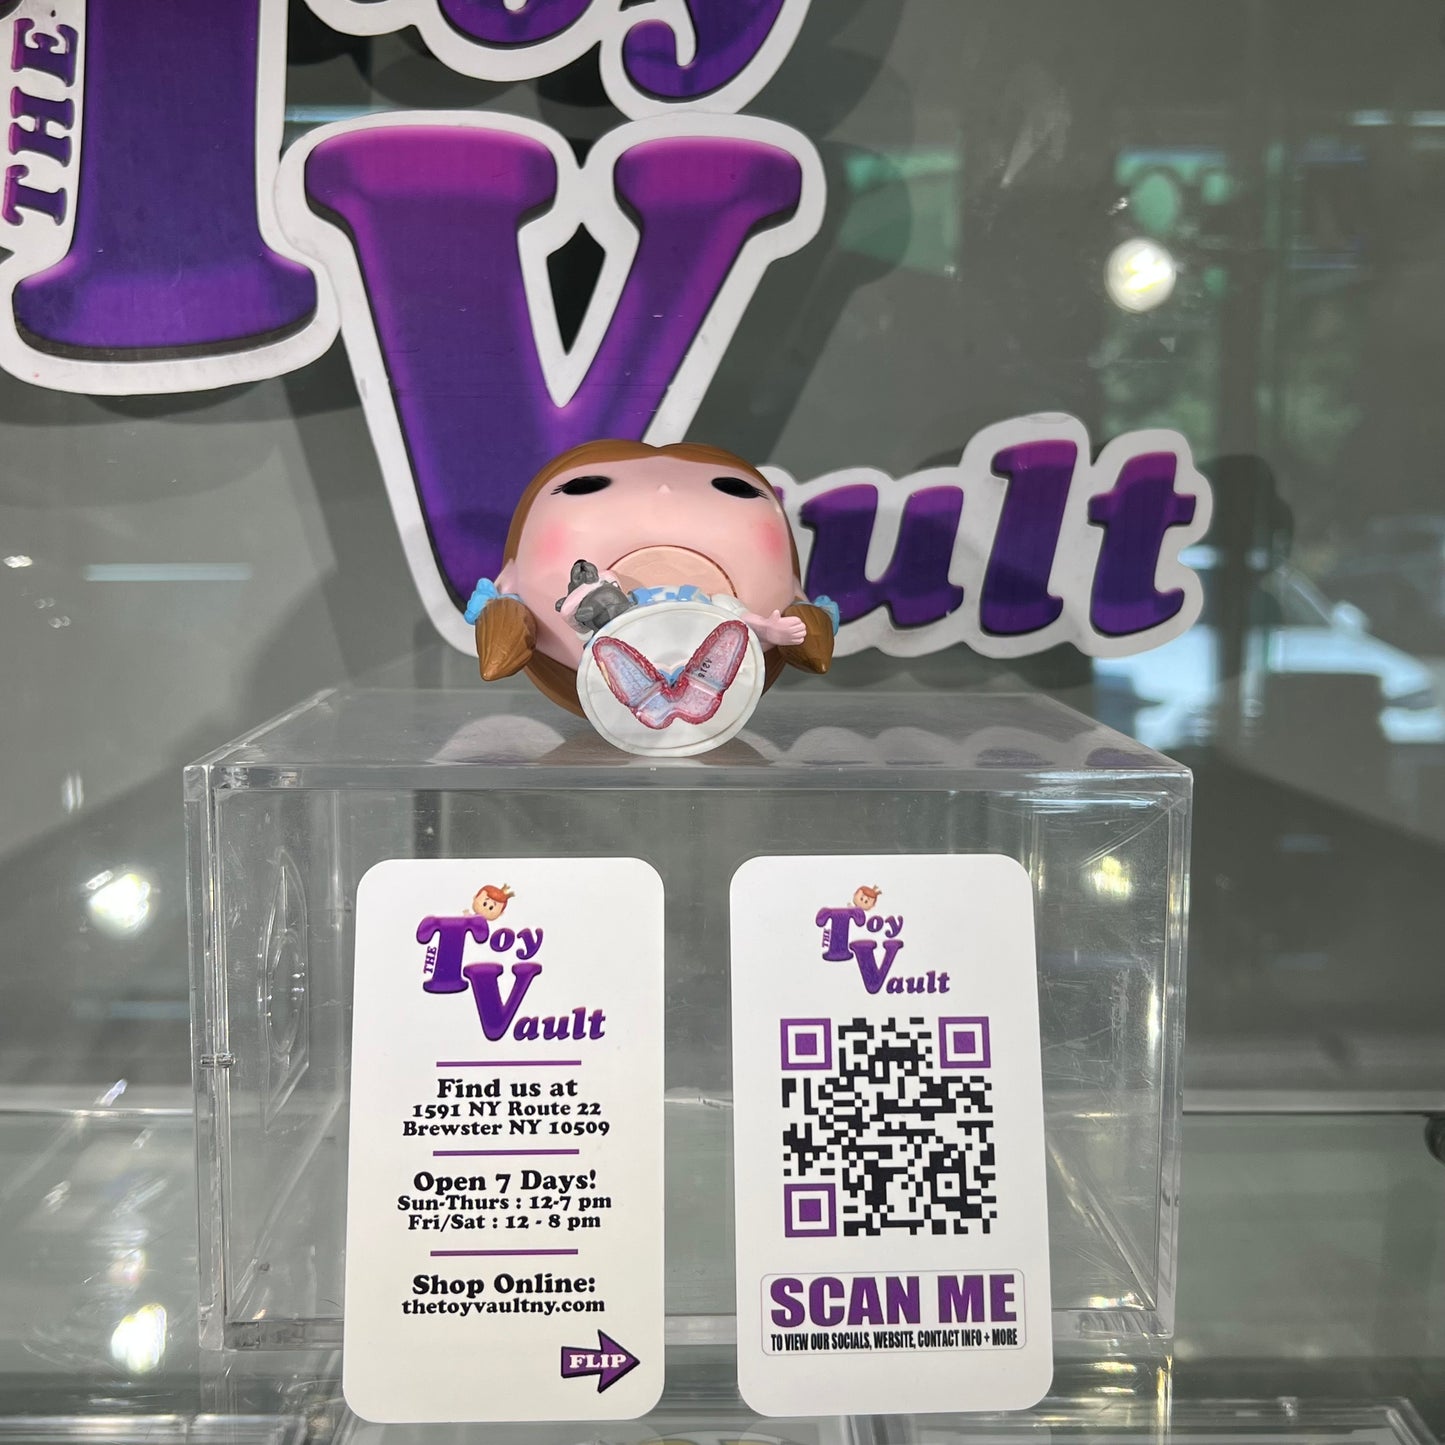 THE
Vault
4218
THE Toy
Vault
Find us at
1591 NY Route 22
Brewster NY 10509
Open 7 Days!
Sun-Thurs : 12-7 pm
Fri/Sat : 12 - 8 pm
Shop Online:
thetoyvaultny.com
FLIP
THE Toy
Vault
SCAN ME
TO VIEW OUR SOCIALS, WEBSITE, CONTACT INFO + MORE